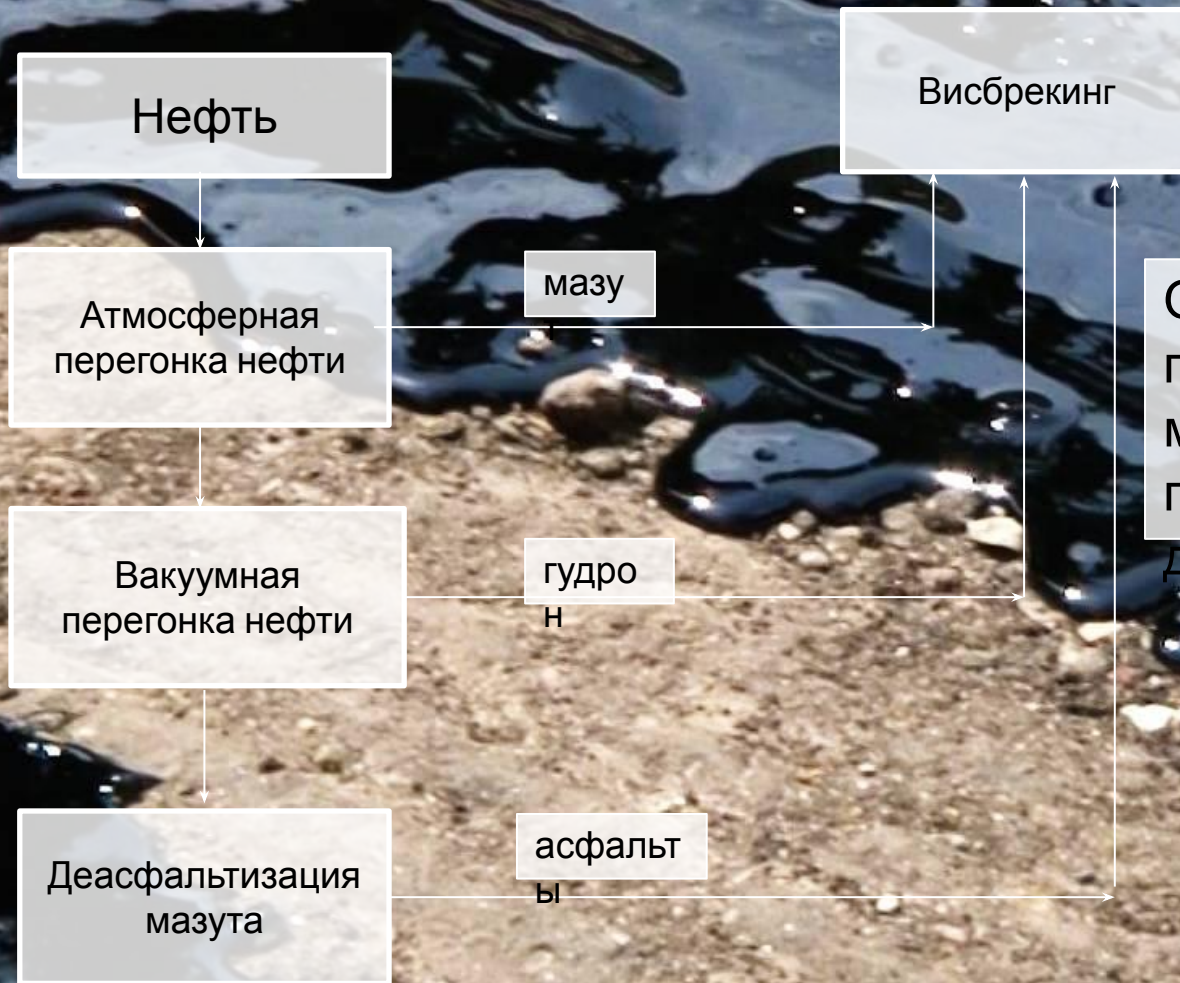 Нефть
Висбрекинг
Атмосферная
перегонка нефти
мазу
Вакуумная
перегонка нефти
гудро
н
Деасфальтизация
мазута
асфальт
ы